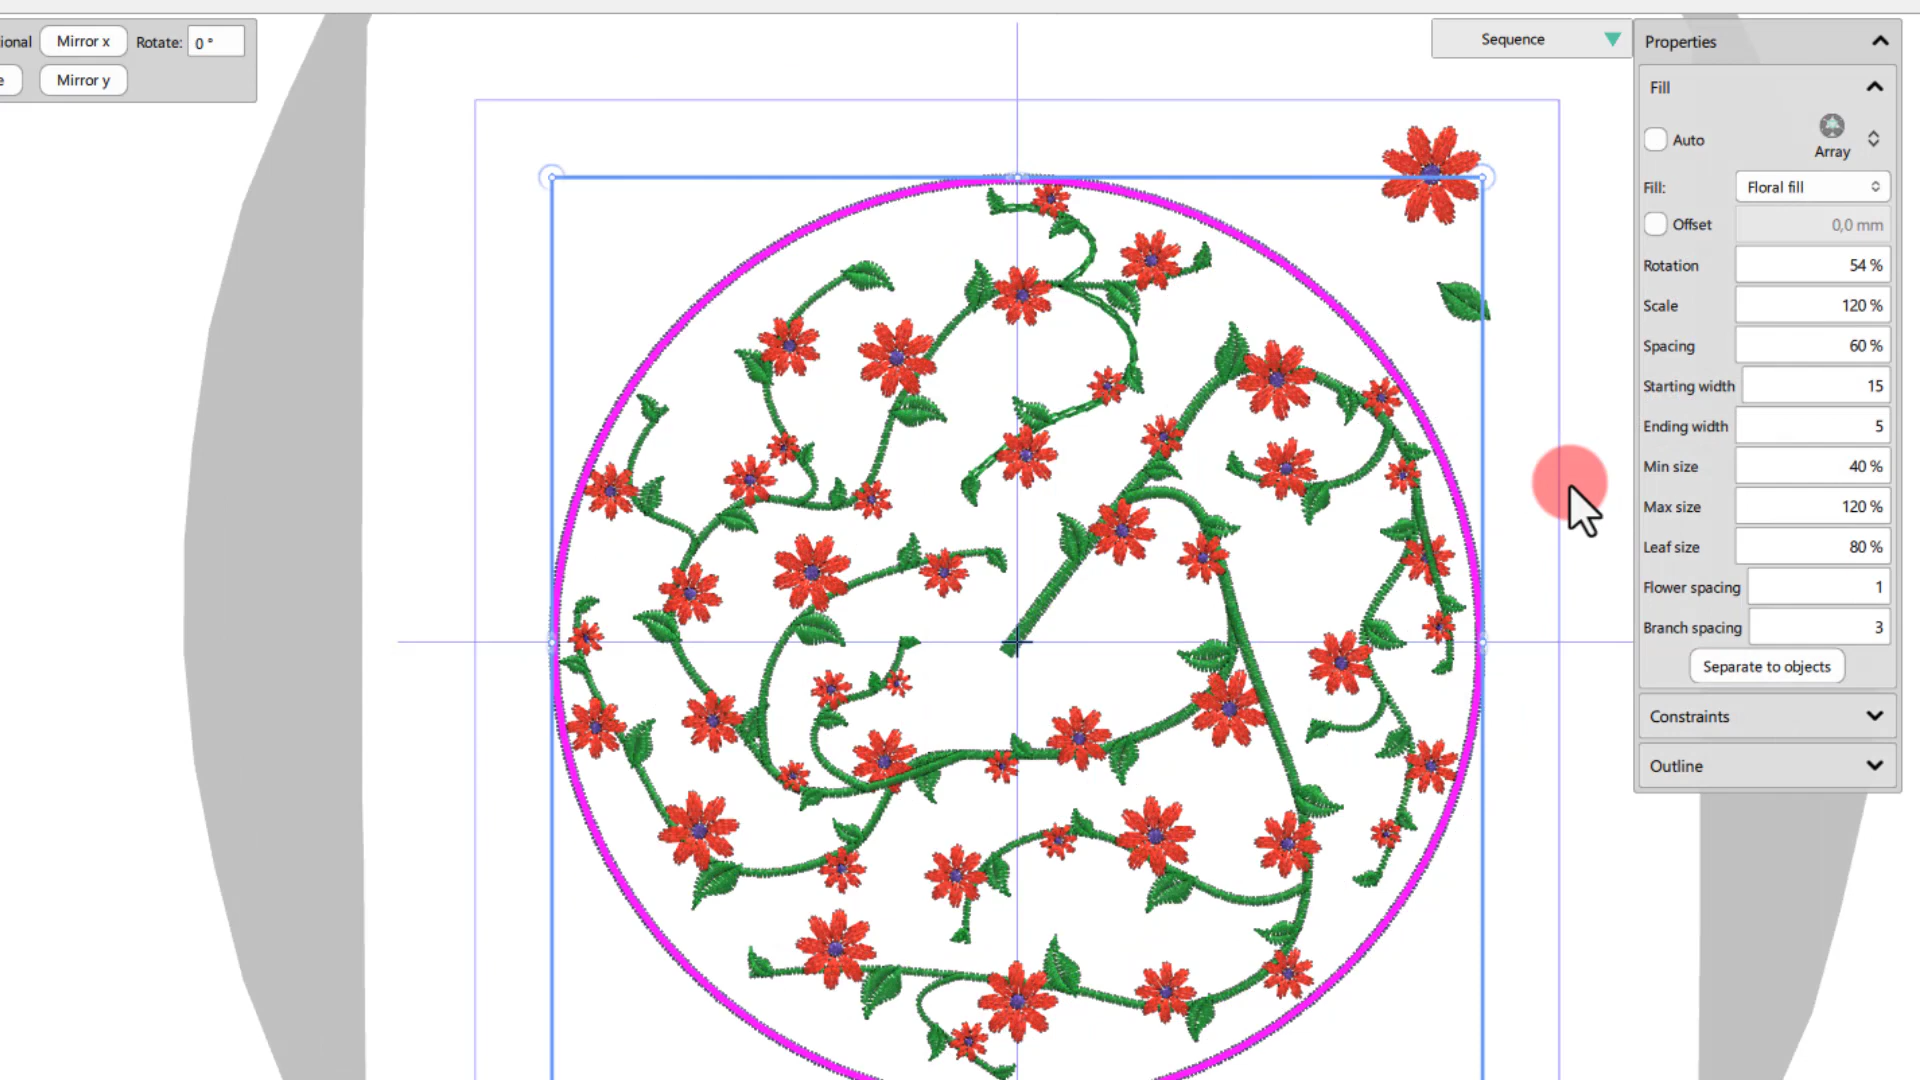 ional Mirror x Rotate: 0 °
e Mirror y
Sequence
Properties
Fill
Auto Array
Fill: Floral fill
Offset 0,0 mm
Rotation 54 %
Scale 120 %
Spacing 60 %
Starting width 15
Ending width 5
Min size 40 %
Max size 120 %
Leaf size 80 %
Flower spacing 1
Branch spacing 3
Separate to objects
Constraints
Outline